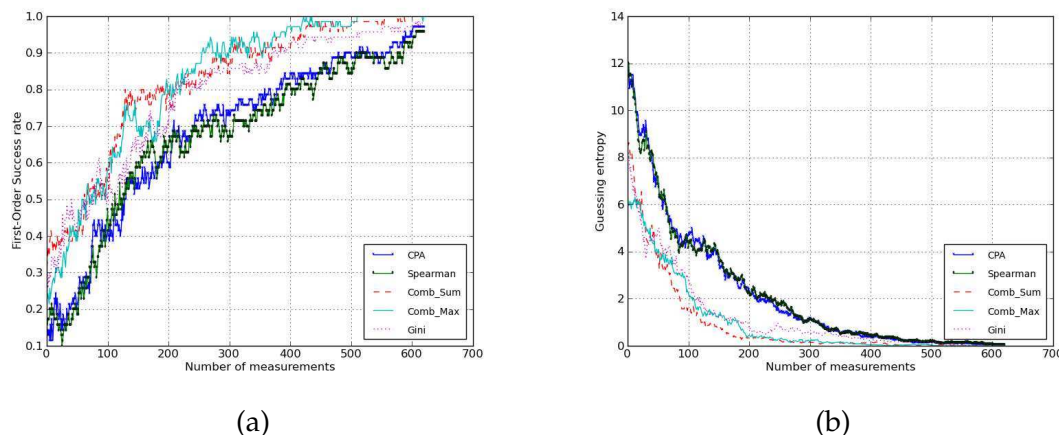 1.0
0.9
0.8
0.7
0.6
0.5
0.4
0.3
0.2
0.1
First-Order Success rate
0 100 200 300 400 500 600 700
Number of measurements
CPA
Spearman
Comb_Sum
Comb_Max
Gini
(a)
14
12
10
8
6
4
2
0
Guessing entropy
0 100 200 300 400 500 600 700
Number of measurements
CPA
Spearman
Comb_Sum
Comb_Max
Gini
(b)